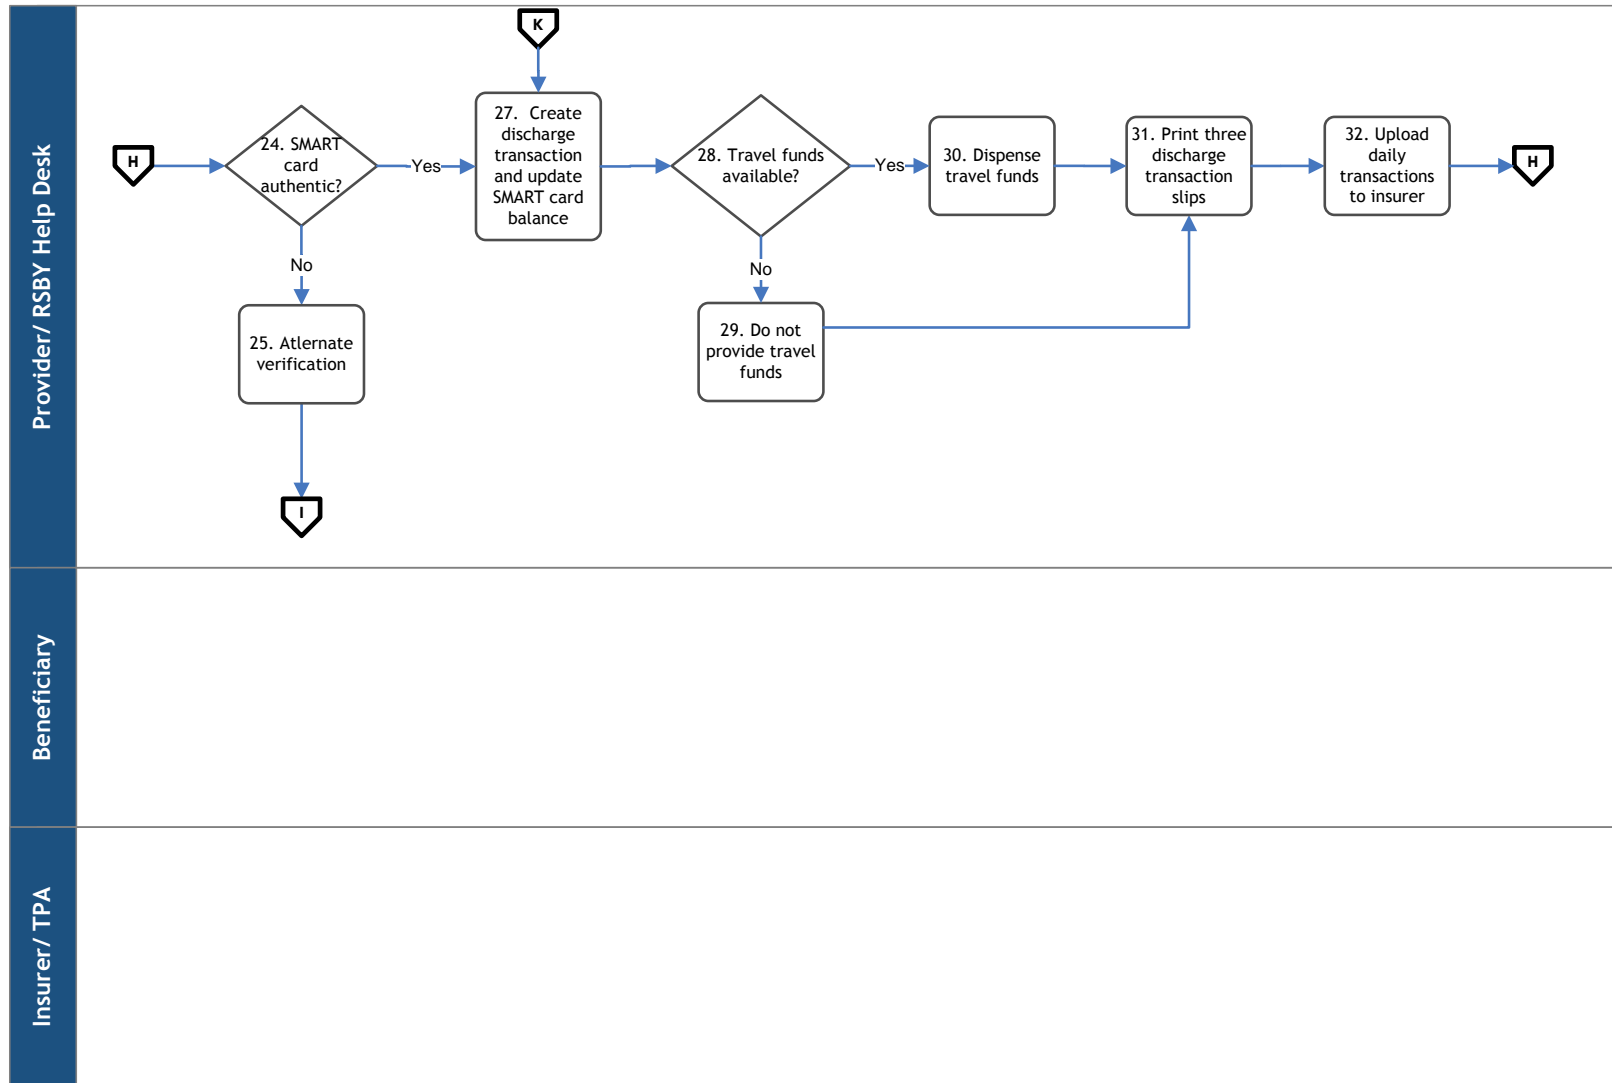 Provider/ RSBY Help Desk
K
H
24. SMART
card
authentic?
Yes
27. Create
discharge
transaction
and update
SMART card
balance
28. Travel funds
available?
Yes
30. Dispense
travel funds
31. Print three
discharge
transaction
slips
32. Upload
daily
transactions
to insurer
H
No
25. Atlernate
verification
I
No
29. Do not
provide travel
funds
Beneficiary
Insurer/ TPA